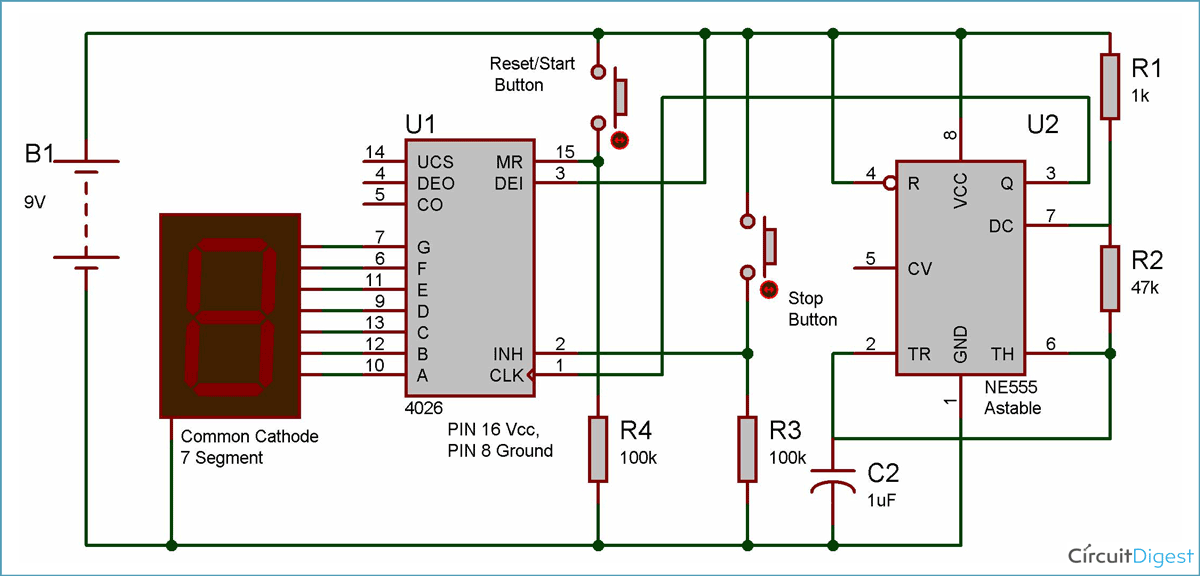 Reset/Start
Button
B1
9V
U1
14
4
5
7
6
11
9
13
12
10
UCS
DEO
CO
G
F
E
D
C
B
A
MR
DEI
INH
CLK
15
3
2
1
4026
PIN 16 Vcc,
PIN 8 Ground
Common Cathode
7 Segment
R4
100k
R3
100k
Stop
Button
U2
8
4
5
2
R
CV
TR
VCC
GND
Q
DC
TH
3
7
6
1
NE555
Astable
R1
1k
R2
47k
C2
1uF
CircuitDigest